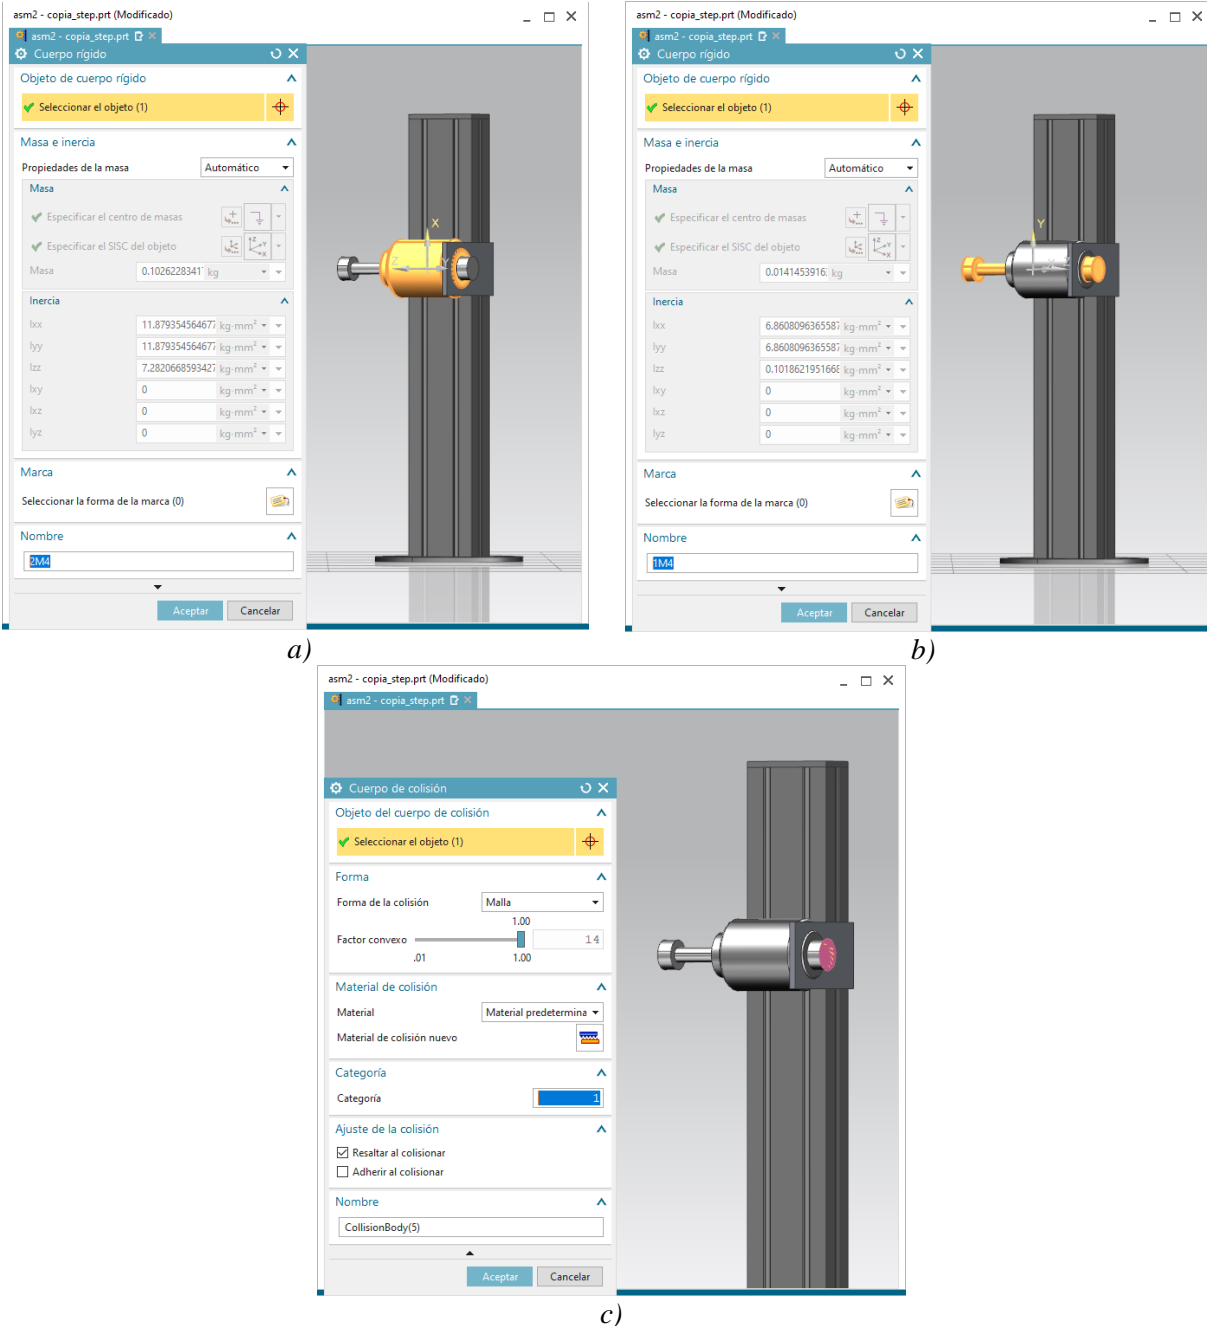 asm2 - copia_step.prt (Modificado)
asm2 - copia_step.prt
Cuerpo rígido
Objeto de cuerpo rígido
Seleccionar el objeto (1)
Masa e inercia
Propiedades de la masa Automático
Masa
Especificar el centro de masas
Especificar el SISC del objeto
Masa 0.1026228341 kg
Inercia
Ixx 11.879354564677 kg·mm²
Iyy 11.879354564677 kg·mm²
Izz 7.2820668593427 kg·mm²
Ixy 0 kg·mm²
Ixz 0 kg·mm²
Iyz 0 kg·mm²
Marca
Seleccionar la forma de la marca (0)
Nombre
2M4
Aceptar Cancelar
X
Z Y
a)
asm2 - copia_step.prt (Modificado)
asm2 - copia_step.prt
Cuerpo rígido
Objeto de cuerpo rígido
Seleccionar el objeto (1)
Masa e inercia
Propiedades de la masa Automático
Masa
Especificar el centro de masas
Especificar el SISC del objeto
Masa 0.0141453916 kg
Inercia
Ixx 6.8608096365587 kg·mm²
Iyy 6.8608096365587 kg·mm²
Izz 0.1018621951668 kg·mm²
Ixy 0 kg·mm²
Ixz 0 kg·mm²
Iyz 0 kg·mm²
Marca
Seleccionar la forma de la marca (0)
Nombre
1M4
Aceptar Cancelar
Y
b)
asm2 - copia_step.prt (Modificado)
asm2 - copia_step.prt
Cuerpo de colisión
Objeto del cuerpo de colisión
Seleccionar el objeto (1)
Forma
Forma de la colisión Malla
1.00
Factor convexo 14
.01 1.00
Material de colisión
Material Material predetermina
Material de colisión nuevo
Categoría
Categoría 1
Ajuste de la colisión
Resaltar al colisionar
Adherir al colisionar
Nombre
CollisionBody(5)
Aceptar Cancelar
c)